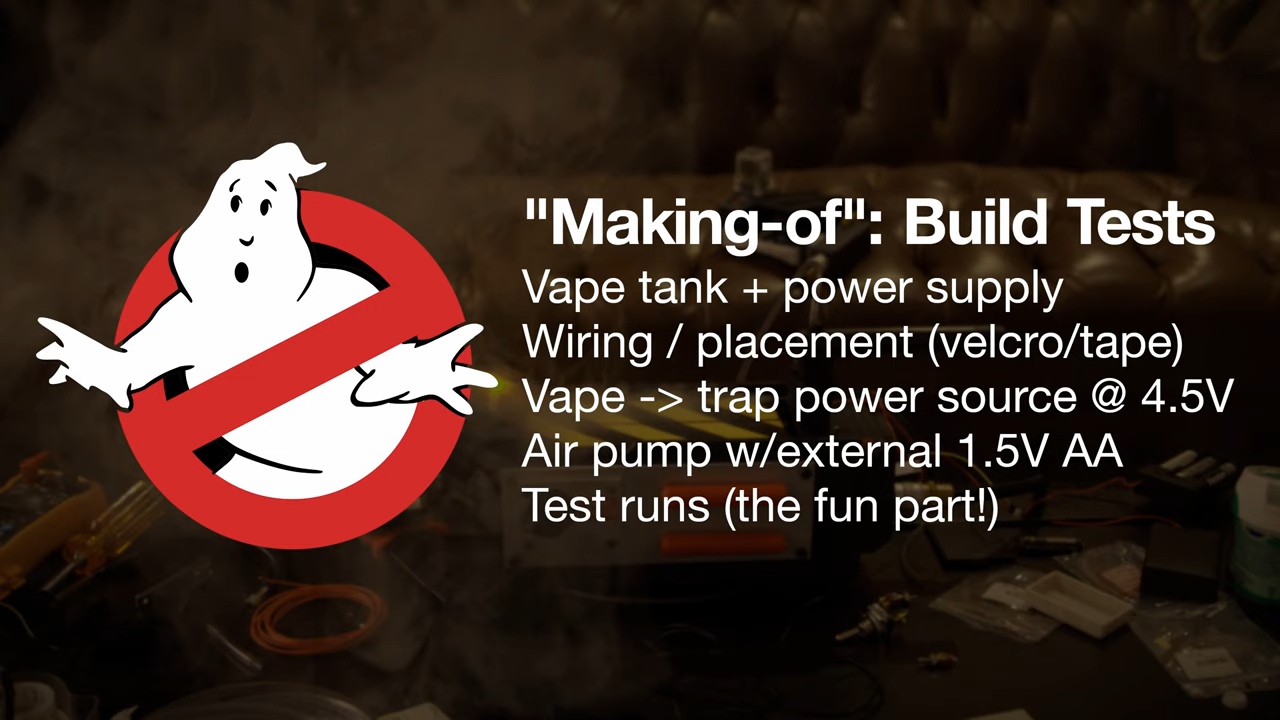 "Making-of": Build Tests
Vape tank + power supply
Wiring / placement (velcro/tape)
Vape -> trap power source @ 4.5V
Air pump w/external 1.5V AA
Test runs (the fun part!)